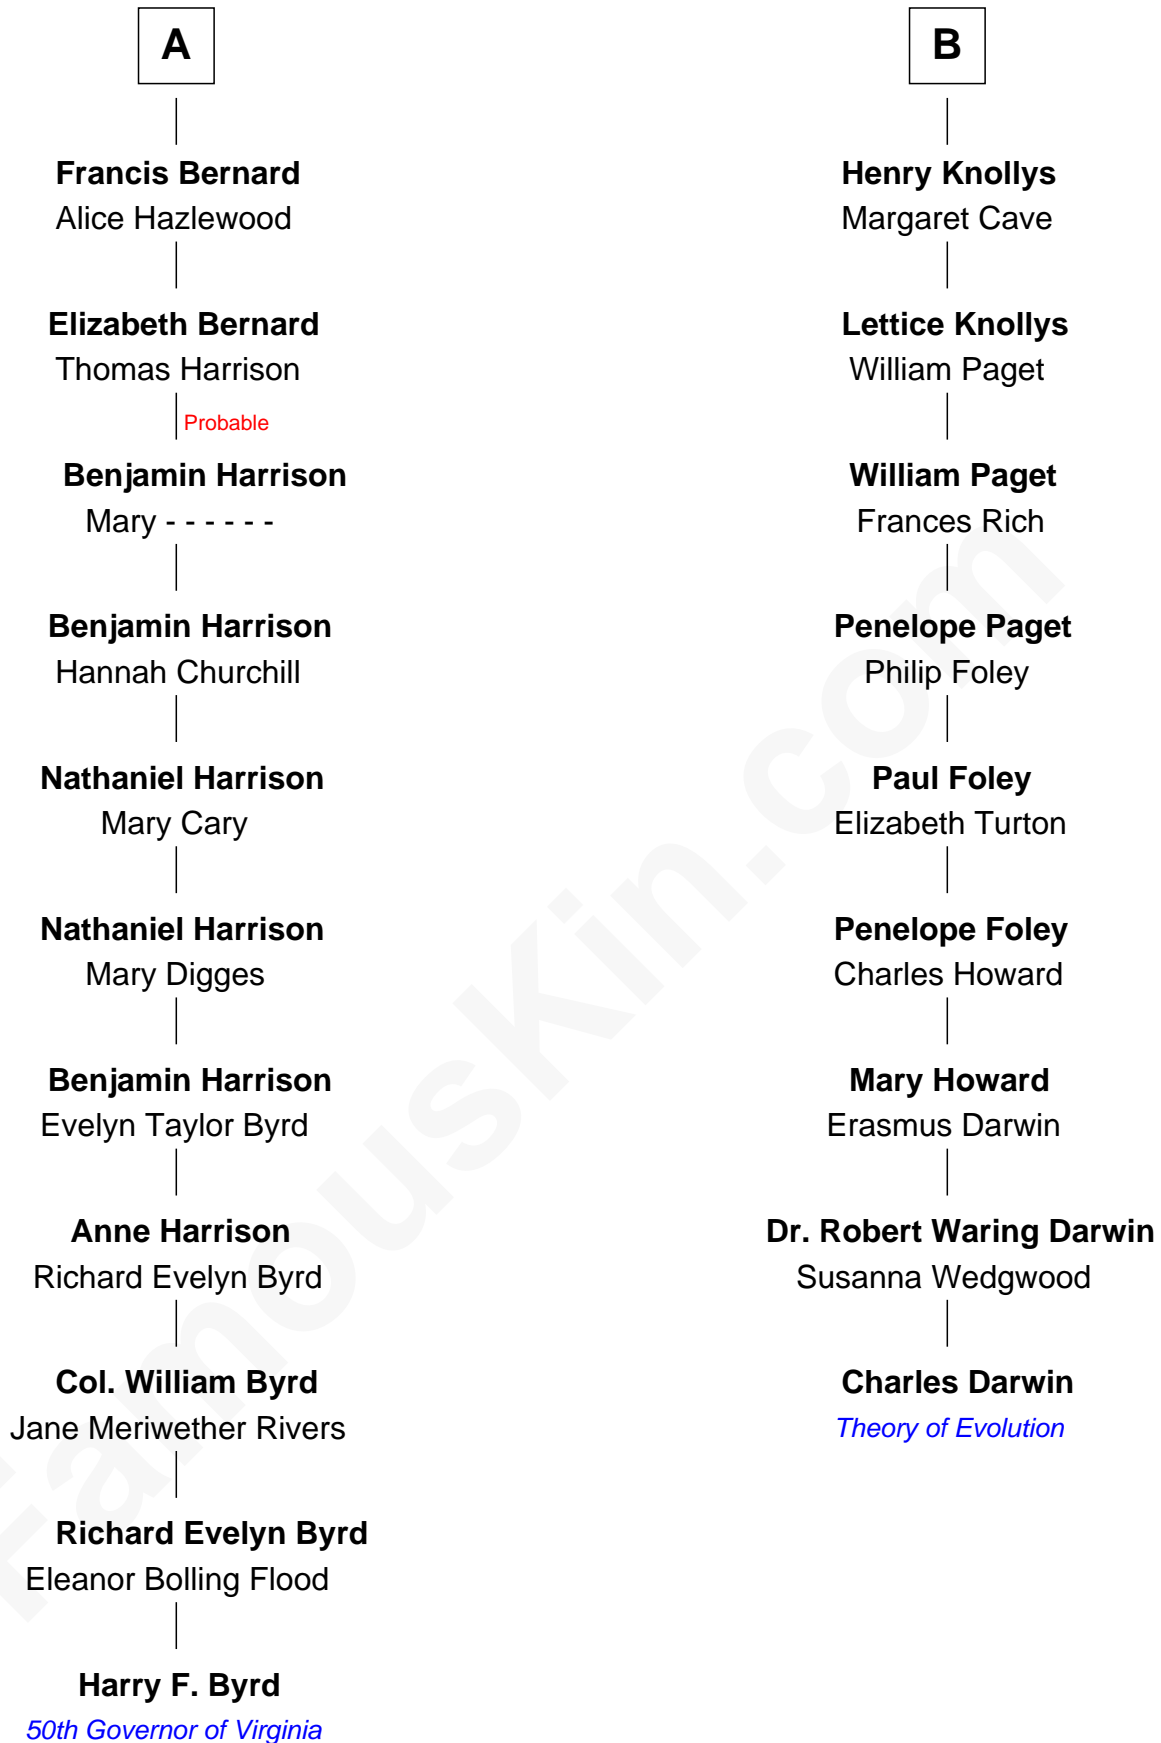 A
Francis Bernard
Alice Hazlewood
Elizabeth Bernard
Thomas Harrison
Probable
Benjamin Harrison
Mary - - - - - -
Benjamin Harrison
Hannah Churchill
Nathaniel Harrison
Mary Cary
Nathaniel Harrison
Mary Digges
Benjamin Harrison
Evelyn Taylor Byrd
Anne Harrison
Richard Evelyn Byrd
Col. William Byrd
Jane Meriwether Rivers
Richard Evelyn Byrd
Eleanor Bolling Flood
Harry F. Byrd
50th Governor of Virginia
B
Henry Knollys
Margaret Cave
Lettice Knollys
William Paget
William Paget
Frances Rich
Penelope Paget
Philip Foley
Paul Foley
Elizabeth Turton
Penelope Foley
Charles Howard
Mary Howard
Erasmus Darwin
Dr. Robert Waring Darwin
Susanna Wedgwood
Charles Darwin
Theory of Evolution
FamousKin.com